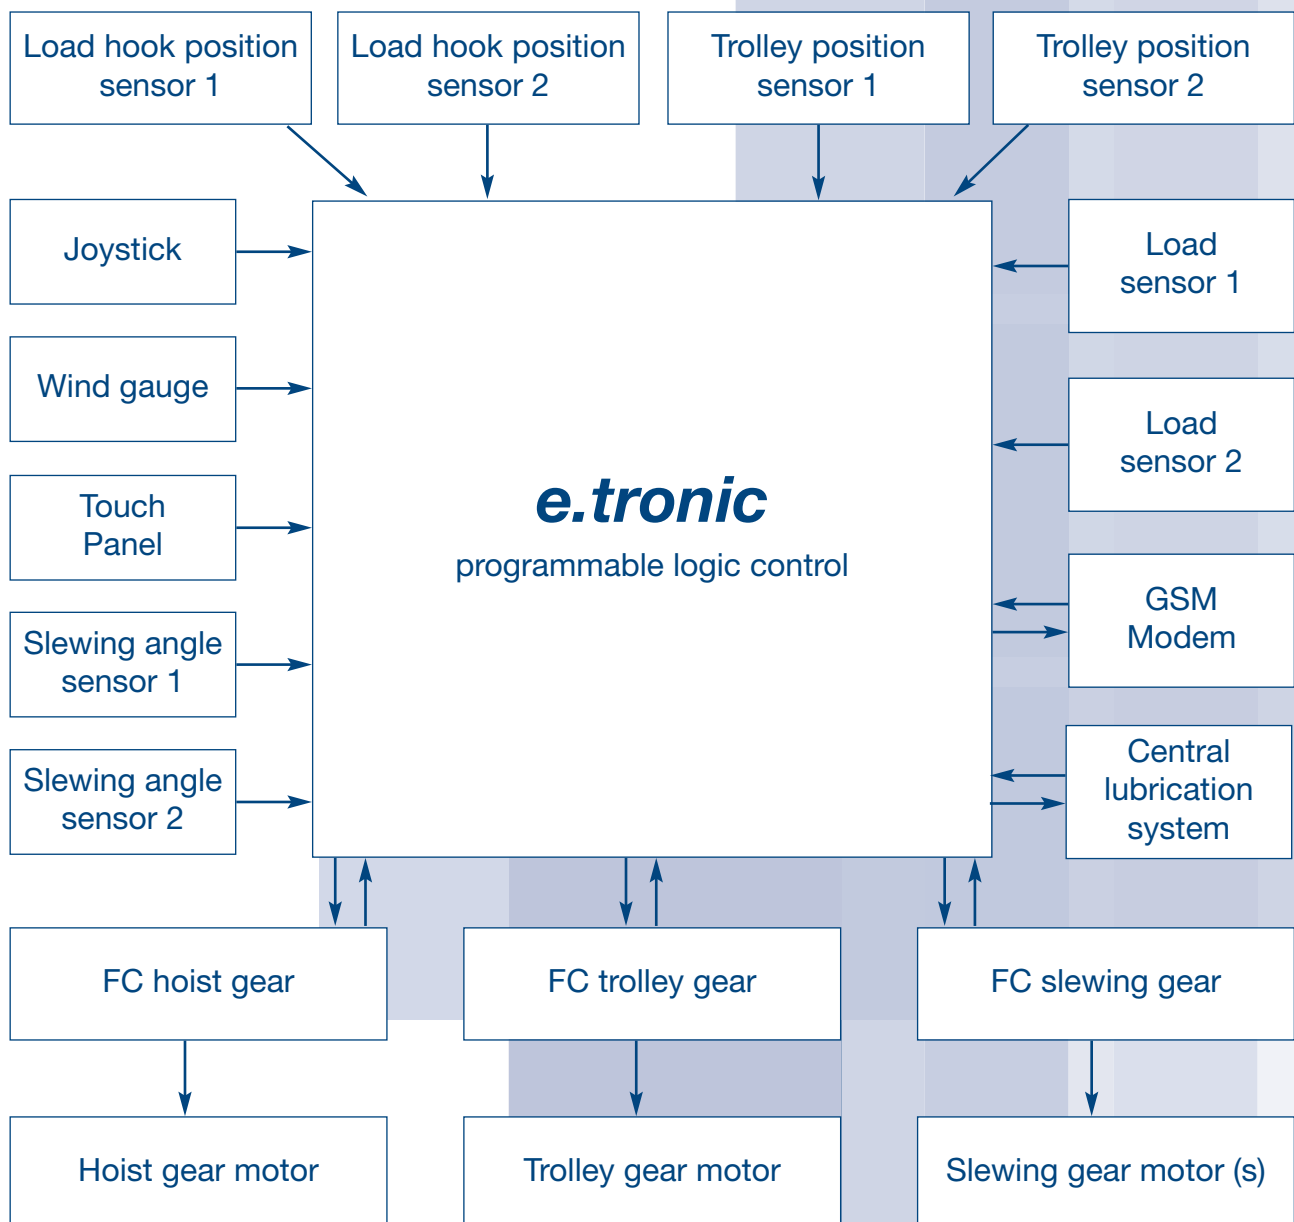 Load hook position
sensor 1
Load hook position
sensor 2
Trolley position
sensor 1
Trolley position
sensor 2
Joystick
Load
sensor 1
Wind gauge
Load
sensor 2
Touch
Panel
e.tronic
programmable logic control
GSM
Modem
Slewing angle
sensor 1
Slewing angle
sensor 2
Central
lubrication
system
FC hoist gear
FC trolley gear
FC slewing gear
Hoist gear motor
Trolley gear motor
Slewing gear motor (s)